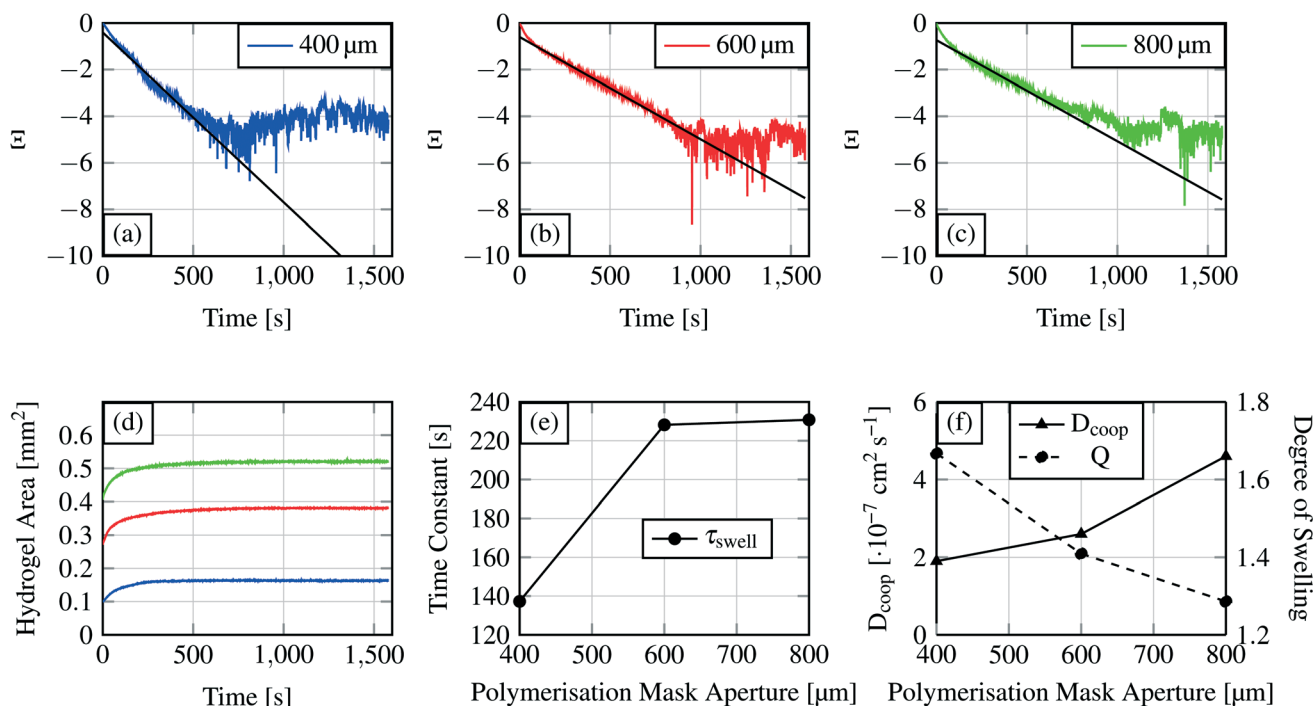 0
−2
−4
−6
−8
−10
Ξ
400 µm
(a)
0 500 1,000 1,500
Time [s]
0
−2
−4
−6
−8
−10
Ξ
600 µm
(b)
0 500 1,000 1,500
Time [s]
0
−2
−4
−6
−8
−10
Ξ
800 µm
(c)
0 500 1,000 1,500
Time [s]
Hydrogel Area [mm²]
(d)
0.6
0.5
0.4
0.3
0.2
0.1
0
0 500 1,000 1,500
Time [s]
Time Constant [s]
240
220
200
180
160
140
120
(e)
τswell
400 500 600 700 800
Polymerisation Mask Aperture [µm]
Dcoop [·10⁻⁷ cm² s⁻¹]
6
4
2
0
(f)
Dcoop
Q
1.8
1.6
1.4
1.2
Degree of Swelling
400 500 600 700 800
Polymerisation Mask Aperture [µm]